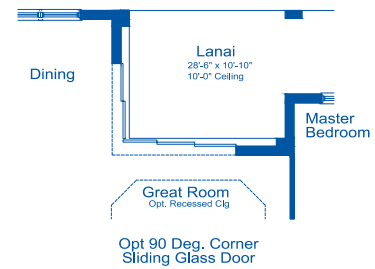 Lanai
28'-6" x 10'-10"
10'-0" Ceiling
Dining
Master
Bedroom
Great Room
Opt. Recessed Clg
Opt 90 Deg. Corner
Sliding Glass Door